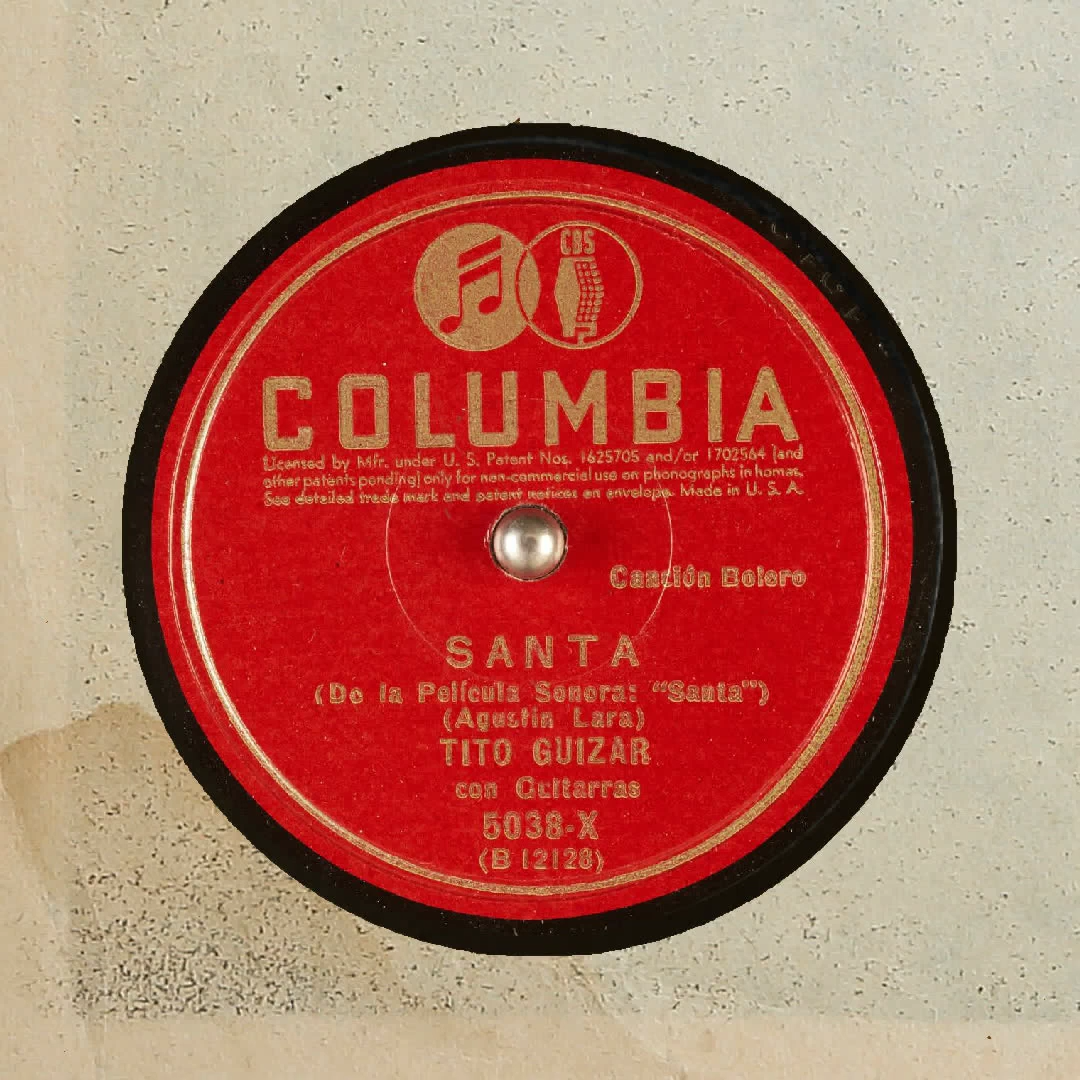 CBS
COLUMBIA
Licensed by Mfr. under U. S. Patent Nos. 1625705 and/or 1702564 (and
other patents pending) only for non-commercial use on phonographs in homes.
See detailed trade mark and patent notices on envelope. Made in U. S. A.
Canción Bolero
SANTA
(De la Película Sonora: "Santa")
(Agustin Lara)
TITO GUIZAR
con Guitarras
5038-X
(B 12128)